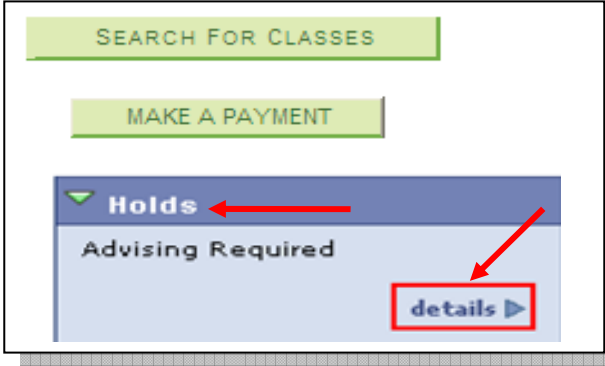 SEARCH FOR CLASSES
MAKE A PAYMENT
Holds
Advising Required
details